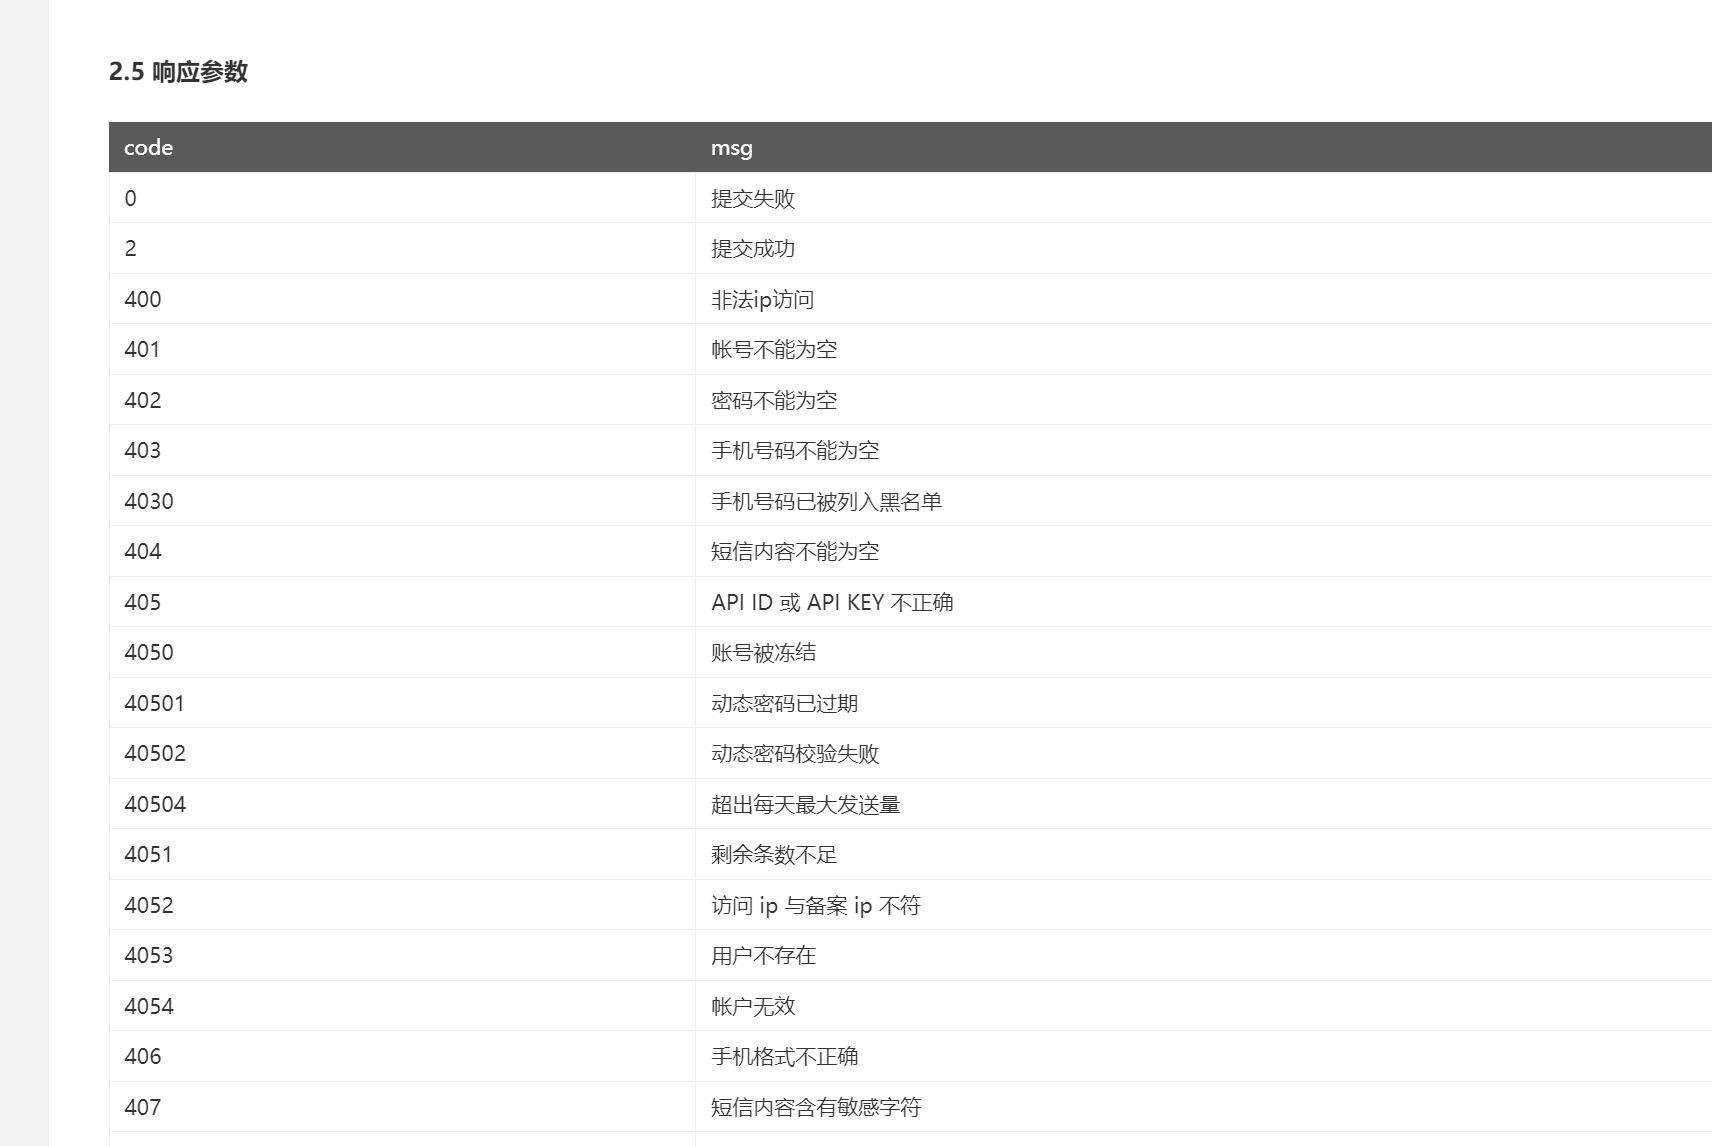 2.5 响应参数
code msg
0 提交失败
2 提交成功
400 非法ip访问
401 帐号不能为空
402 密码不能为空
403 手机号码不能为空
4030 手机号码已被列入黑名单
404 短信内容不能为空
405 API ID 或 API KEY 不正确
4050 账号被冻结
40501 动态密码已过期
40502 动态密码校验失败
40504 超出每天最大发送量
4051 剩余条数不足
4052 访问 ip 与备案 ip 不符
4053 用户不存在
4054 帐户无效
406 手机格式不正确
407 短信内容含有敏感字符